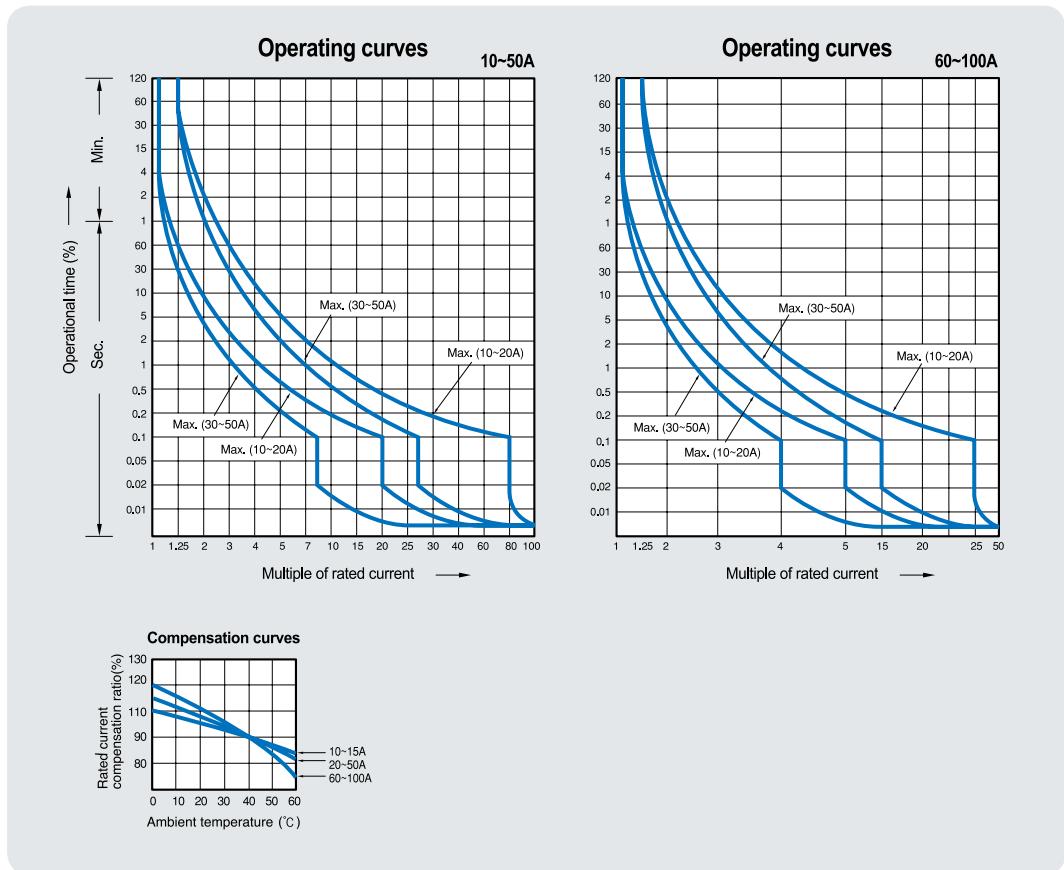 Operating curves
10~50A
120
60
30
15
4
2
1
60
30
10
5
2
1
0.5
0.2
0.1
0.05
0.02
0.01
Min.
Sec.
Operational time (%)
Max. (30~50A)
Max. (10~20A)
Max. (30~50A)
Max. (10~20A)
1 1.25 2 3 4 5 7 10 15 20 25 30 40 60 80 100
Multiple of rated current
Operating curves
60~100A
120
60
30
15
4
2
1
60
30
10
5
2
1
0.5
0.2
0.1
0.05
0.02
0.01
Max. (30~50A)
Max. (10~20A)
Max. (30~50A)
Max. (10~20A)
1 1.25 2 3 4 5 15 20 25 50
Multiple of rated current
Compensation curves
130
120
110
90
80
Rated current
compensation ratio(%)
10~15A
20~50A
60~100A
0 10 20 30 40 50 60
Ambient temperature (℃)